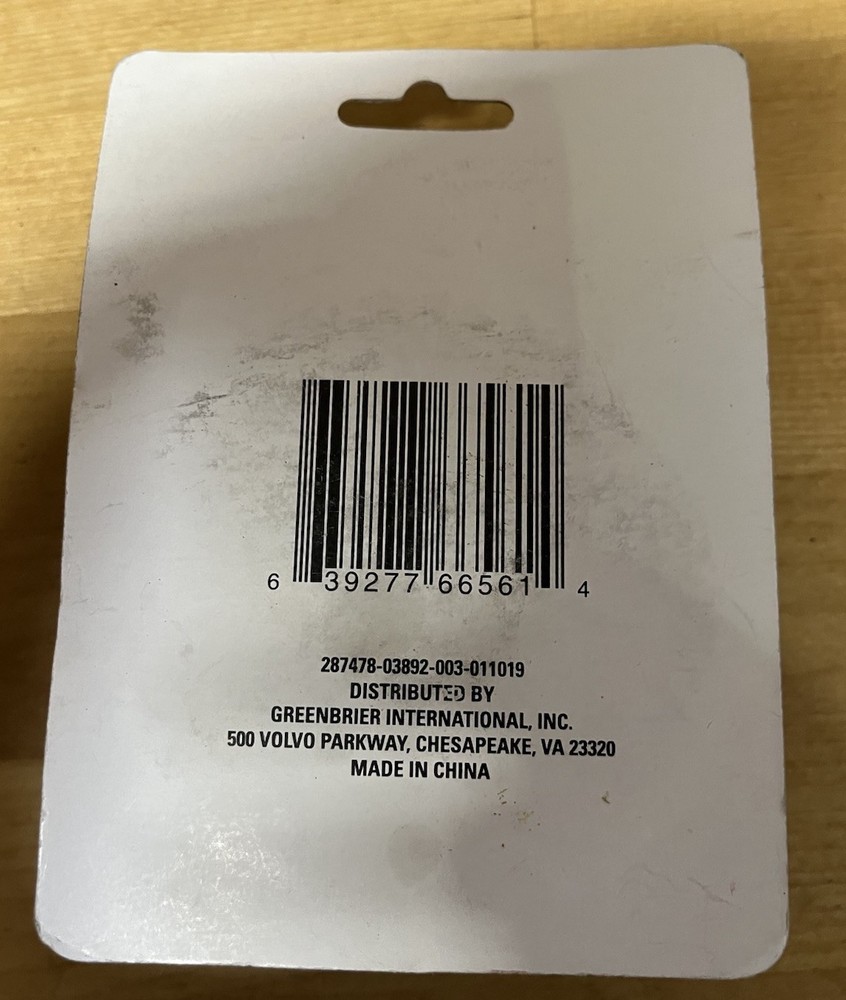 6 39277 66561 4
287478-03892-003-011019
DISTRIBUTED BY
GREENBRIER INTERNATIONAL, INC.
500 VOLVO PARKWAY, CHESAPEAKE, VA 23320
MADE IN CHINA